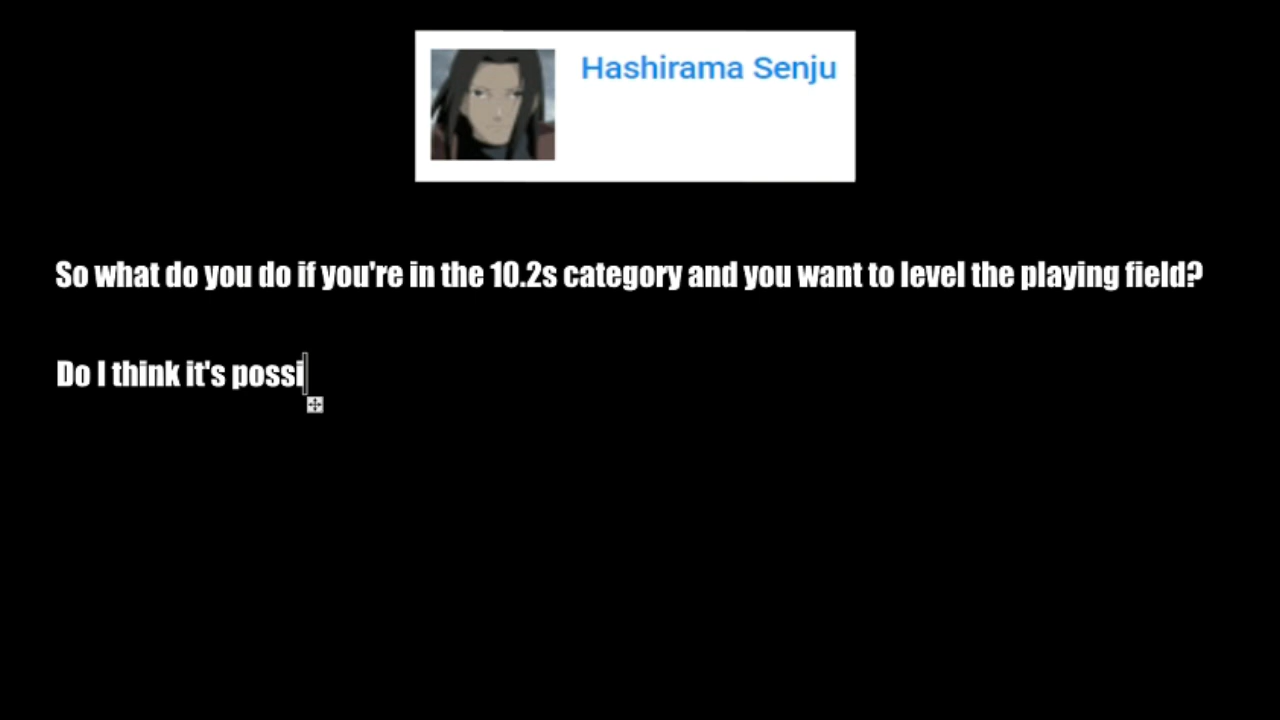 Hashirama Senju
So what do you do if you're in the 10.2s category and you want to level the playing field?
Do I think it's possi